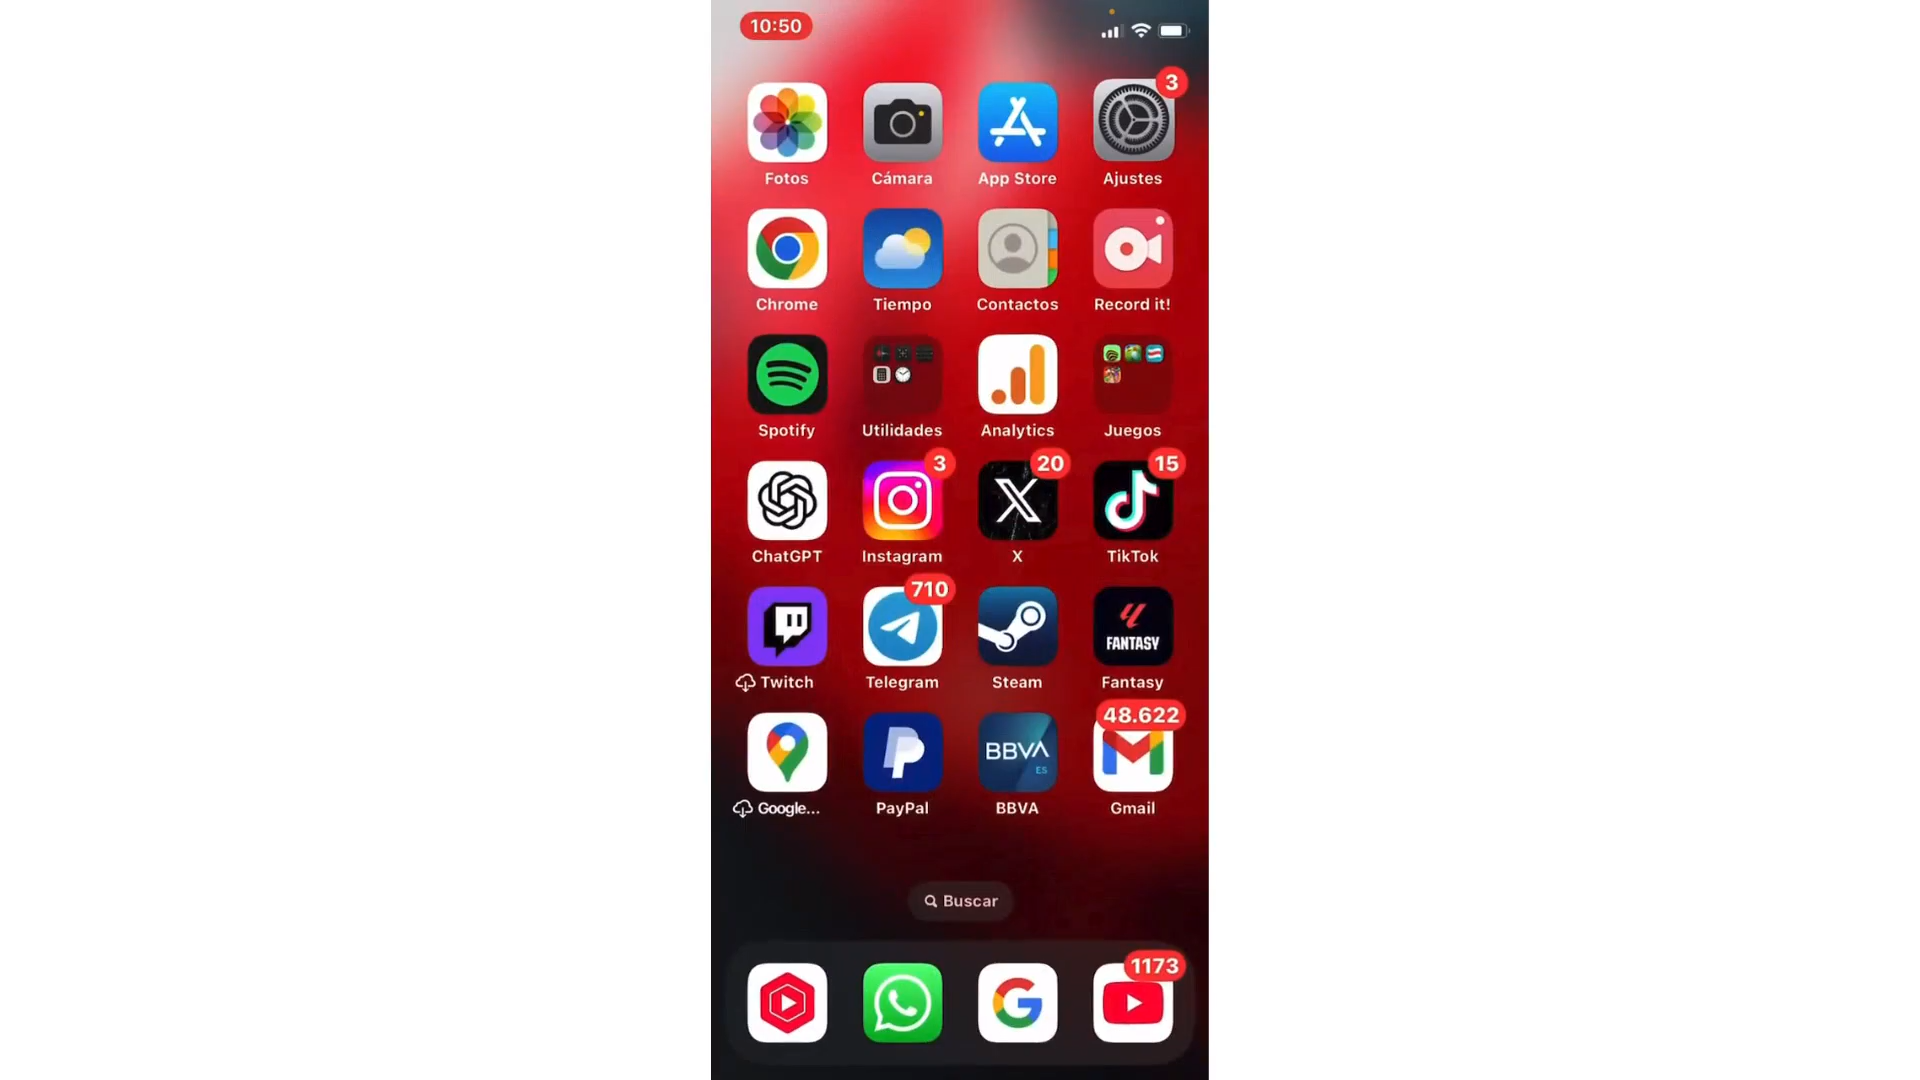 10:50
3
Fotos
Cámara
App Store
Ajustes
Chrome
Tiempo
Contactos
Record it!
Spotify
Utilidades
Analytics
Juegos
3
20
15
ChatGPT
Instagram
X
TikTok
710
FANTASY
Twitch
Telegram
Steam
Fantasy
48.622
BBVA
ES
Google...
PayPal
BBVA
Gmail
Buscar
1173